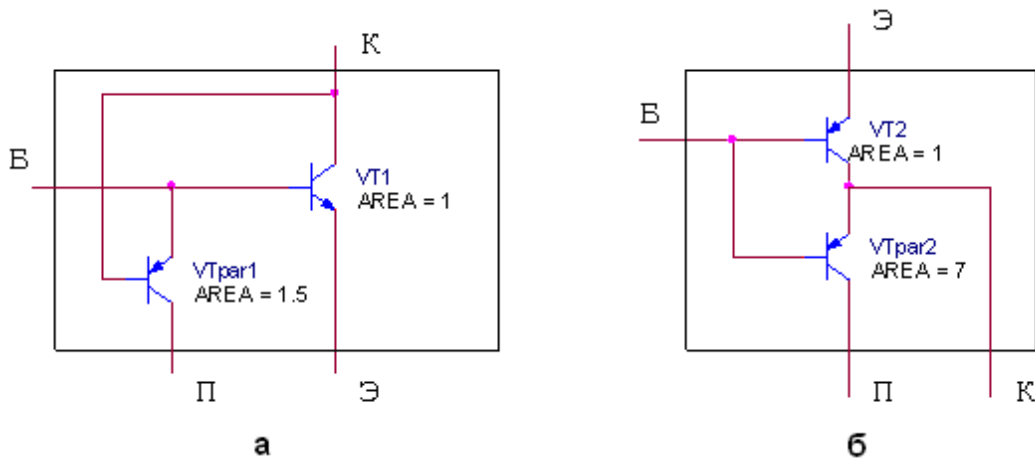 К
Б
VT1
AREA = 1
VTpar1
AREA = 1.5
П
Э
а
Э
Б
VT2
AREA = 1
VTpar2
AREA = 7
П
К
б